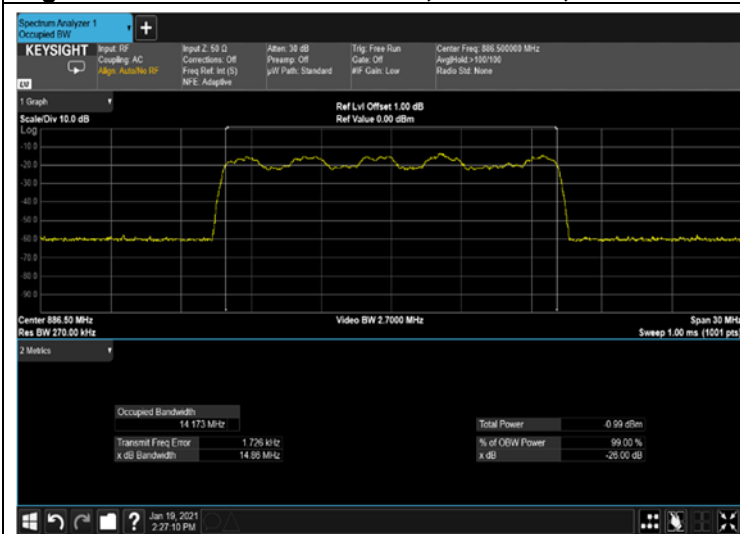 Spectrum Analyzer 1
Occupied BW
+
KEYSIGHT
Input: RF
Coupling: AC
Align: Auto/No RF
Input Z: 50 Ω
Corrections: Off
Freq Ref: Int (S)
NFE: Adaptive
Atten: 30 dB
Preamp: Off
µW Path: Standard
Trig: Free Run
Gate: Off
#IF Gain: Low
Center Freq: 886.500000 MHz
Avg|Hold:>100/100
Radio Std: None
1 Graph
Scale/Div 10.0 dB
Ref Lvl Offset 1.00 dB
Ref Value 0.00 dBm
Log
-10.0
-20.0
-30.0
-40.0
-50.0
-60.0
-70.0
-80.0
-90.0
Center 886.50 MHz
Res BW 270.00 kHz
Video BW 2.7000 MHz
Span 30 MHz
Sweep 1.00 ms (1001 pts)
2 Metrics
Occupied Bandwidth
14.173 MHz
Transmit Freq Error 1.726 kHz
x dB Bandwidth 14.86 MHz
Total Power -0.99 dBm
% of OBW Power 99.00 %
x dB -26.00 dB
?
Jan 19, 2021
2:27:10 PM